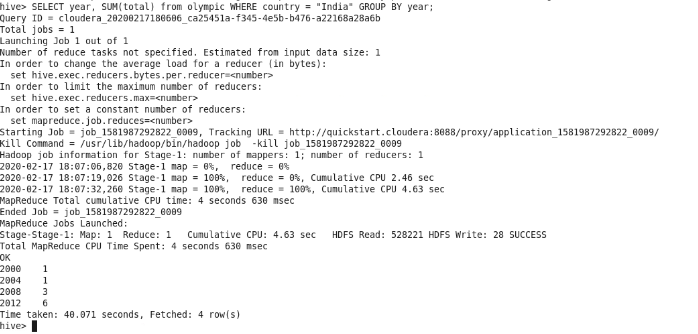 hive> SELECT year, SUM(total) from olympic WHERE country = "India" GROUP BY year;
Query ID = cloudera_20200217180606_ca25451a-f345-4e5b-b476-a22168a28a6b
Total jobs = 1
Launching Job 1 out of 1
Number of reduce tasks not specified. Estimated from input data size: 1
In order to change the average load for a reducer (in bytes):
  set hive.exec.reducers.bytes.per.reducer=<number>
In order to limit the maximum number of reducers:
  set hive.exec.reducers.max=<number>
In order to set a constant number of reducers:
  set mapreduce.job.reduces=<number>
Starting Job = job_1581987292822_0009, Tracking URL = http://quickstart.cloudera:8088/proxy/application_1581987292822_0009/
Kill Command = /usr/lib/hadoop/bin/hadoop job  -kill job_1581987292822_0009
Hadoop job information for Stage-1: number of mappers: 1; number of reducers: 1
2020-02-17 18:07:06,820 Stage-1 map = 0%,  reduce = 0%
2020-02-17 18:07:19,026 Stage-1 map = 100%,  reduce = 0%, Cumulative CPU 2.46 sec
2020-02-17 18:07:32,260 Stage-1 map = 100%,  reduce = 100%, Cumulative CPU 4.63 sec
MapReduce Total cumulative CPU time: 4 seconds 630 msec
Ended Job = job_1581987292822_0009
MapReduce Jobs Launched:
Stage-Stage-1: Map: 1  Reduce: 1   Cumulative CPU: 4.63 sec   HDFS Read: 528221 HDFS Write: 28 SUCCESS
Total MapReduce CPU Time Spent: 4 seconds 630 msec
OK
2000    1
2004    1
2008    3
2012    6
Time taken: 40.071 seconds, Fetched: 4 row(s)
hive>